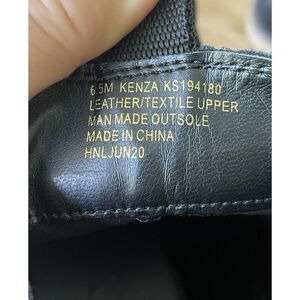 6.5M KENZA KS194180
LEATHER/TEXTILE UPPER
MAN MADE OUTSOLE
MADE IN CHINA
HNLJUN20